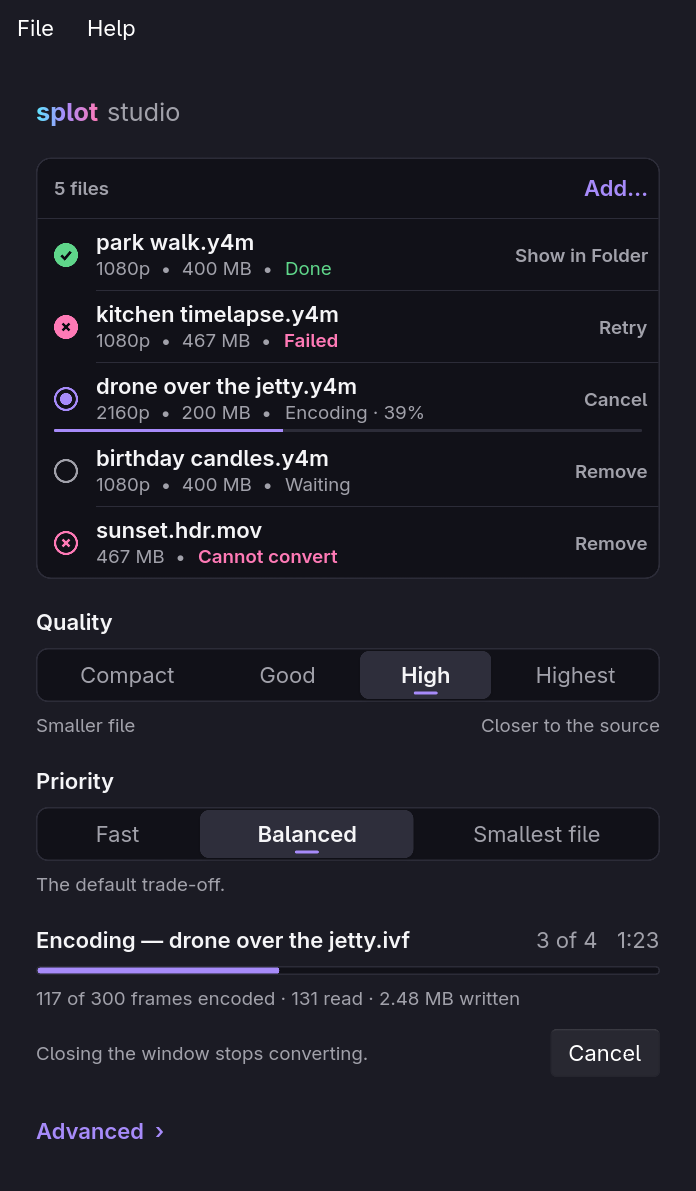 File Help
splot studio
5 files Add...
park walk.y4m
1080p • 400 MB • Done
Show in Folder
kitchen timelapse.y4m
1080p • 467 MB • Failed
Retry
drone over the jetty.y4m
2160p • 200 MB • Encoding · 39%
Cancel
birthday candles.y4m
1080p • 400 MB • Waiting
Remove
sunset.hdr.mov
467 MB • Cannot convert
Remove
Quality
Compact Good High Highest
Smaller file Closer to the source
Priority
Fast Balanced Smallest file
The default trade-off.
Encoding — drone over the jetty.ivf 3 of 4 1:23
117 of 300 frames encoded · 131 read · 2.48 MB written
Closing the window stops converting. Cancel
Advanced ›